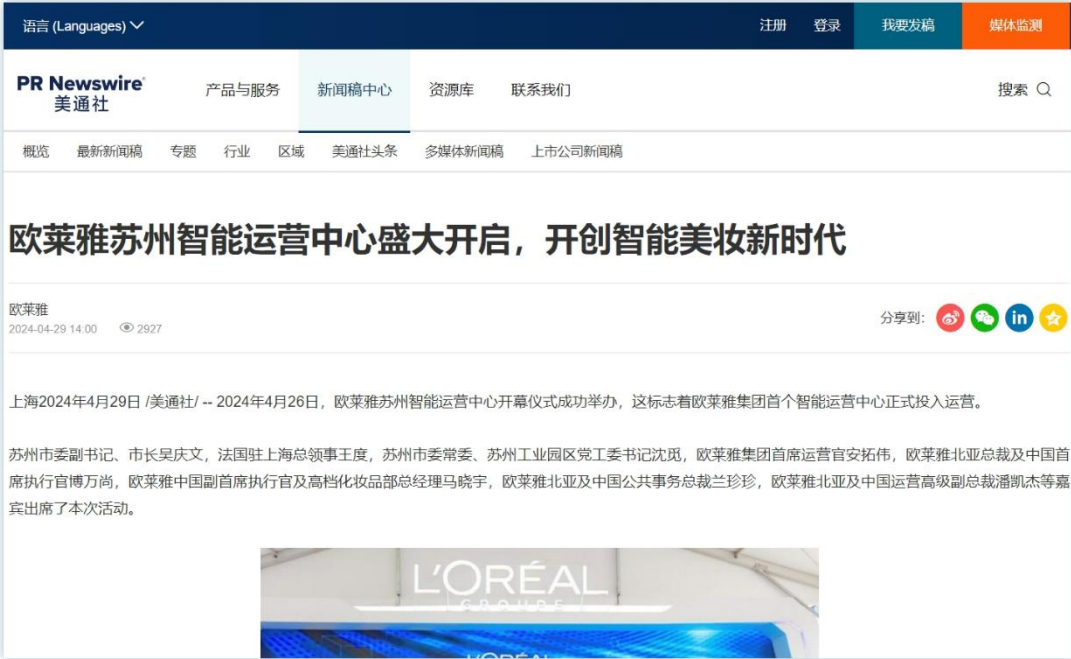 语言 (Languages)
注册 登录 我要发稿 媒体监测
PR Newswire®
美通社
产品与服务 新闻稿中心 资源库 联系我们 搜索
概览 最新新闻稿 专题 行业 区域 美通社头条 多媒体新闻稿 上市公司新闻稿
欧莱雅苏州智能运营中心盛大开启，开创智能美妆新时代
欧莱雅
2024-04-29 14:00 2927
分享到:
in
上海2024年4月29日 /美通社/ -- 2024年4月26日，欧莱雅苏州智能运营中心开幕仪式成功举办，这标志着欧莱雅集团首个智能运营中心正式投入运营。
苏州市委副书记、市长吴庆文，法国驻上海总领事王度，苏州市委常委、苏州工业园区党工委书记沈觅，欧莱雅集团首席运营官安拓伟，欧莱雅北亚总裁及中国首
席执行官博万尚，欧莱雅中国副首席执行官及高档化妆品部总经理马晓宇，欧莱雅北亚及中国公共事务总裁兰珍珍，欧莱雅北亚及中国运营高级副总裁潘凯杰等嘉
宾出席了本次活动。
L'ORÉAL
GROUPE
L'ORÉAL